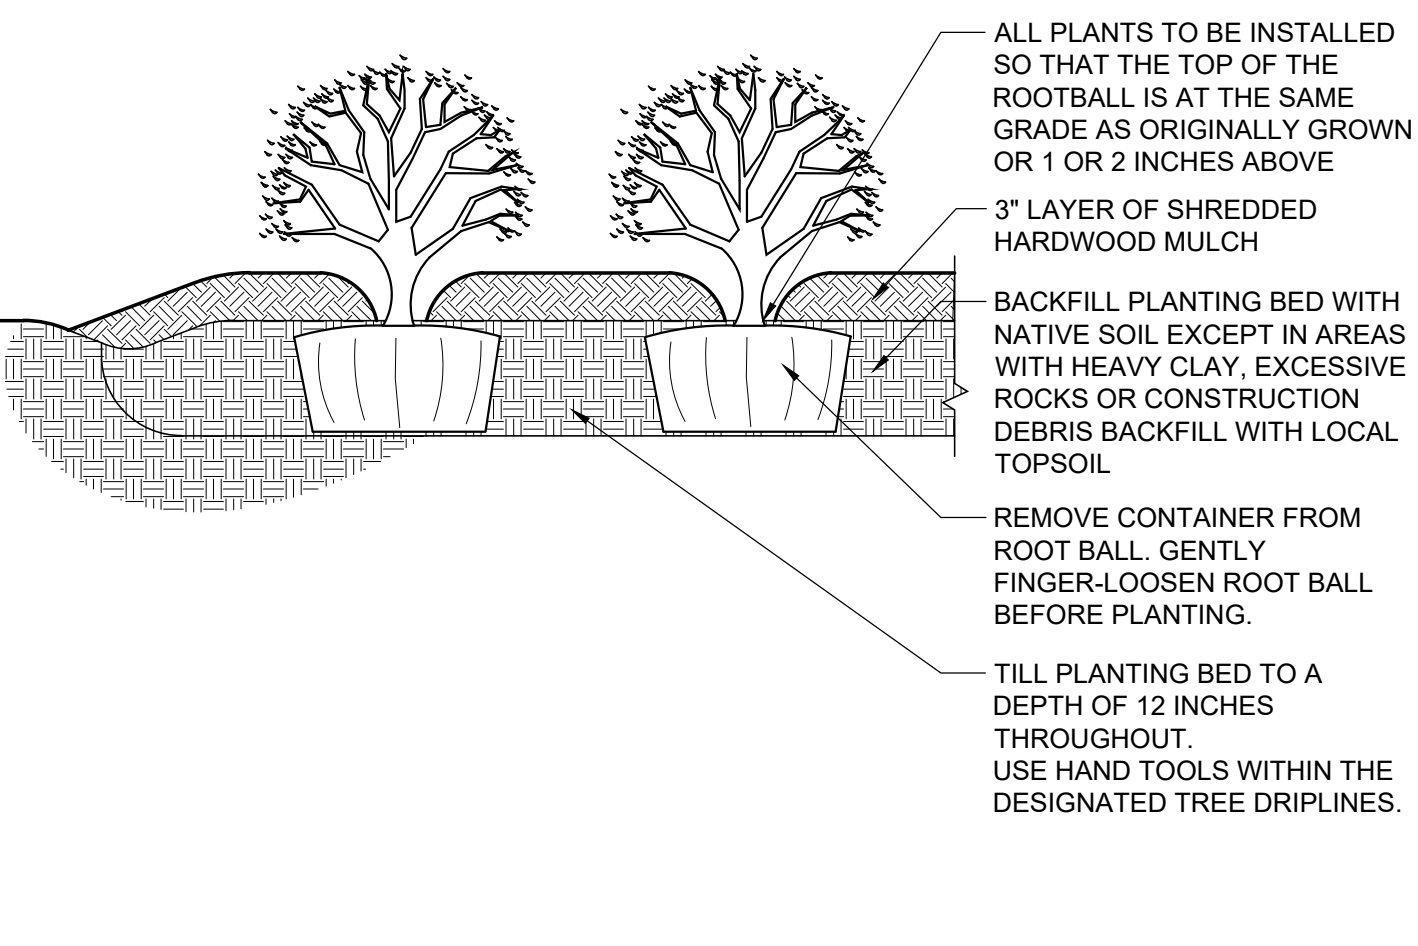 ALL PLANTS TO BE INSTALLED
SO THAT THE TOP OF THE
ROOTBALL IS AT THE SAME
GRADE AS ORIGINALLY GROWN
OR 1 OR 2 INCHES ABOVE
3" LAYER OF SHREDDED
HARDWOOD MULCH
BACKFILL PLANTING BED WITH
NATIVE SOIL EXCEPT IN AREAS
WITH HEAVY CLAY, EXCESSIVE
ROCKS OR CONSTRUCTION
DEBRIS BACKFILL WITH LOCAL
TOPSOIL
REMOVE CONTAINER FROM
ROOT BALL. GENTLY
FINGER-LOOSEN ROOT BALL
BEFORE PLANTING.
TILL PLANTING BED TO A
DEPTH OF 12 INCHES
THROUGHOUT.
USE HAND TOOLS WITHIN THE
DESIGNATED TREE DRIPLINES.